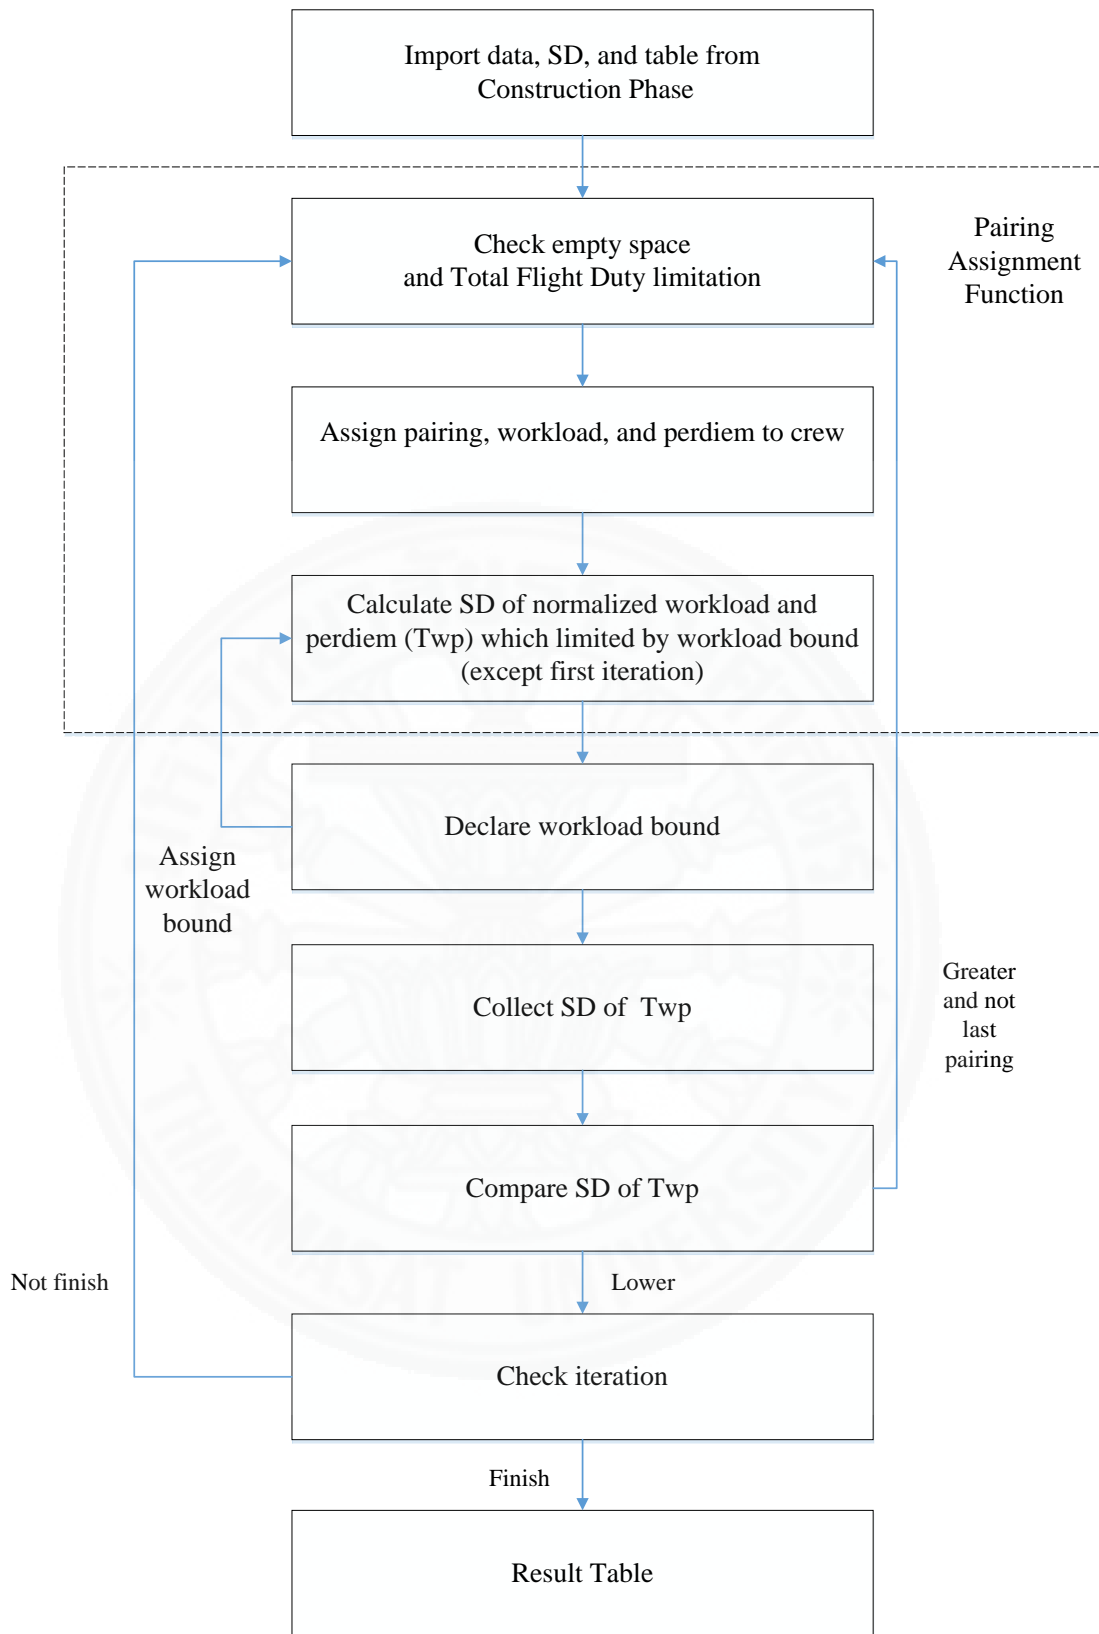 Import data, SD, and table from
Construction Phase
Check empty space
and Total Flight Duty limitation
Pairing
Assignment
Function
Assign pairing, workload, and perdiem to crew
Calculate SD of normalized workload and
perdiem (Twp) which limited by workload bound
(except first iteration)
Declare workload bound
Assign
workload
bound
Collect SD of Twp
Greater
and not
last
pairing
Compare SD of Twp
Not finish
Lower
Check iteration
Finish
Result Table
THAMMASAT UNIVERSITY